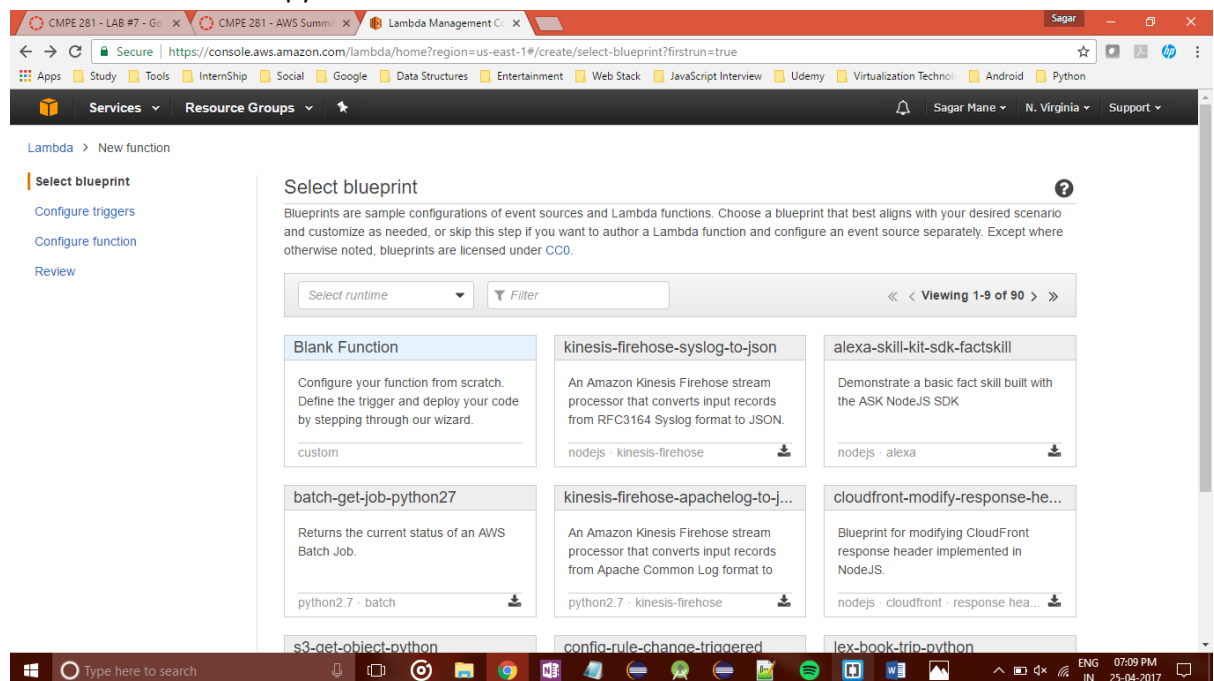 CMPE 281 - LAB #7 - Go
CMPE 281 - AWS Summi
Lambda Management Co
Sagar
Secure | https://console.aws.amazon.com/lambda/home?region=us-east-1#/create/select-blueprint?firstrun=true
Apps Study Tools InternShip Social Google Data Structures Entertainment Web Stack JavaScript Interview Udemy Virtualization Technol Android Python
Services Resource Groups Sagar Mane N. Virginia Support
Lambda > New function
Select blueprint
Configure triggers
Configure function
Review
Select blueprint
Blueprints are sample configurations of event sources and Lambda functions. Choose a blueprint that best aligns with your desired scenario
and customize as needed, or skip this step if you want to author a Lambda function and configure an event source separately. Except where
otherwise noted, blueprints are licensed under CC0.
Select runtime Filter « < Viewing 1-9 of 90 > »
Blank Function
Configure your function from scratch.
Define the trigger and deploy your code
by stepping through our wizard.
custom
kinesis-firehose-syslog-to-json
An Amazon Kinesis Firehose stream
processor that converts input records
from RFC3164 Syslog format to JSON.
nodejs · kinesis-firehose
alexa-skill-kit-sdk-factskill
Demonstrate a basic fact skill built with
the ASK NodeJS SDK
nodejs · alexa
batch-get-job-python27
Returns the current status of an AWS
Batch Job.
python2.7 · batch
kinesis-firehose-apachelog-to-j...
An Amazon Kinesis Firehose stream
processor that converts input records
from Apache Common Log format to
python2.7 · kinesis-firehose
cloudfront-modify-response-he...
Blueprint for modifying CloudFront
response header implemented in
NodeJS.
nodejs · cloudfront · response hea...
s3-get-object-python
config-rule-change-triggered
lex-book-trip-python
Type here to search
ENG
IN
07:09 PM
25-04-2017